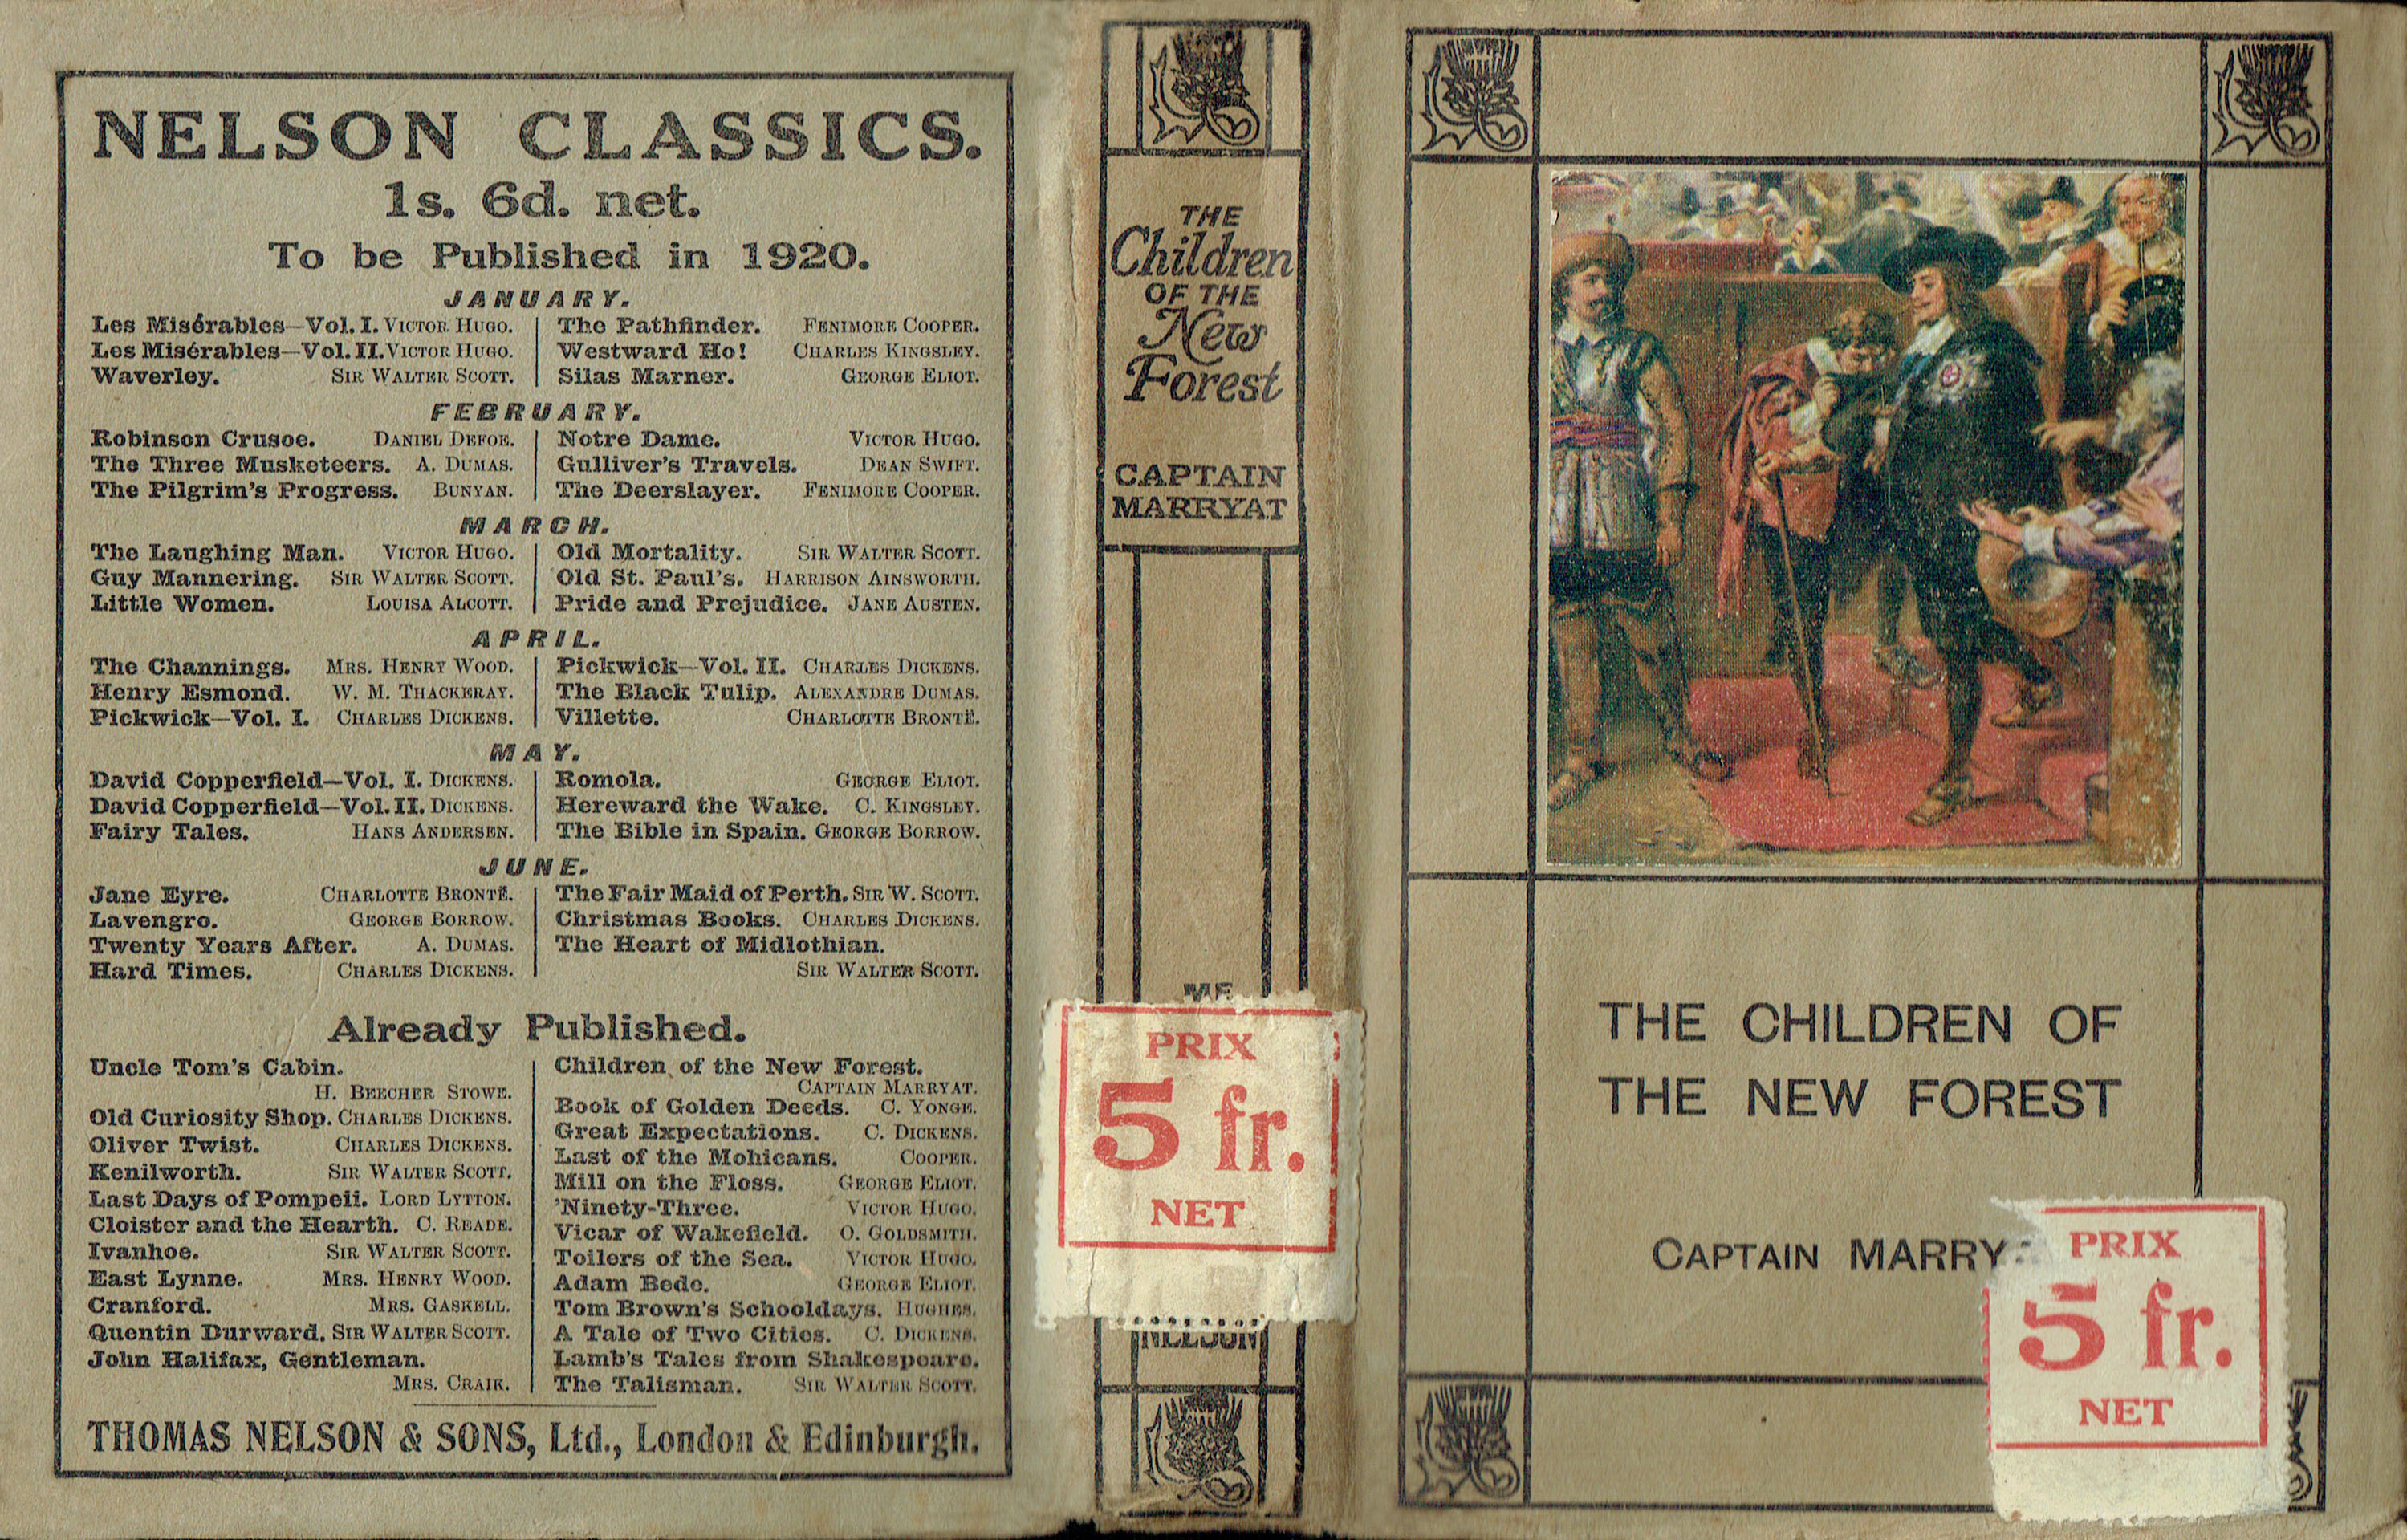 NELSON CLASSICS.
1s. 6d. net.
To be Published in 1920.
JANUARY.
Les Misérables—Vol. I. VICTOR HUGO.
Les Misérables—Vol. II. VICTOR HUGO.
Waverley. SIR WALTER SCOTT.
The Pathfinder. FENIMORE COOPER.
Westward Ho! CHARLES KINGSLEY.
Silas Marner. GEORGE ELIOT.
FEBRUARY.
Robinson Crusoe. DANIEL DEFOE.
The Three Musketeers. A. DUMAS.
The Pilgrim's Progress. BUNYAN.
Notre Dame. VICTOR HUGO.
Gulliver's Travels. DEAN SWIFT.
The Deerslayer. FENIMORE COOPER.
MARCH.
The Laughing Man. VICTOR HUGO.
Guy Mannering. SIR WALTER SCOTT.
Little Women. LOUISA ALCOTT.
Old Mortality. SIR WALTER SCOTT.
Old St. Paul's. HARRISON AINSWORTH.
Pride and Prejudice. JANE AUSTEN.
APRIL.
The Channings. MRS. HENRY WOOD.
Henry Esmond. W. M. THACKERAY.
Pickwick—Vol. I. CHARLES DICKENS.
Pickwick—Vol. II. CHARLES DICKENS.
The Black Tulip. ALEXANDRE DUMAS.
Villette. CHARLOTTE BRONTË.
MAY.
David Copperfield—Vol. I. DICKENS.
David Copperfield—Vol. II. DICKENS.
Fairy Tales. HANS ANDERSEN.
Romola. GEORGE ELIOT.
Hereward the Wake. C. KINGSLEY.
The Bible in Spain. GEORGE BORROW.
JUNE.
Jane Eyre. CHARLOTTE BRONTË.
Lavengro. GEORGE BORROW.
Twenty Years After. A. DUMAS.
Hard Times. CHARLES DICKENS.
The Fair Maid of Perth. SIR W. SCOTT.
Christmas Books. CHARLES DICKENS.
The Heart of Midlothian.
SIR WALTER SCOTT.
Already Published.
Uncle Tom's Cabin.
H. BEECHER STOWE.
Old Curiosity Shop. CHARLES DICKENS.
Oliver Twist. CHARLES DICKENS.
Kenilworth. SIR WALTER SCOTT.
Last Days of Pompeii. LORD LYTTON.
Cloister and the Hearth. C. READE.
Ivanhoe. SIR WALTER SCOTT.
East Lynne. MRS. HENRY WOOD.
Cranford. MRS. GASKELL.
Quentin Durward. SIR WALTER SCOTT.
John Halifax, Gentleman.
MRS. CRAIK.
Children of the New Forest.
CAPTAIN MARRYAT.
Book of Golden Deeds. C. YONGE.
Great Expectations. C. DICKENS.
Last of the Mohicans. COOPER.
Mill on the Floss. GEORGE ELIOT.
'Ninety-Three. VICTOR HUGO.
Vicar of Wakefield. O. GOLDSMITH.
Toilers of the Sea. VICTOR HUGO.
Adam Bede. GEORGE ELIOT.
Tom Brown's Schooldays. HUGHES.
A Tale of Two Cities. C. DICKENS.
Lamb's Tales from Shakespeare.
The Talisman. SIR WALTER SCOTT.
THOMAS NELSON & SONS, Ltd., London & Edinburgh.
THE
Children
OF THE
New
Forest
CAPTAIN
MARRYAT
PRIX
5 fr.
NET
NELSON
THE CHILDREN OF
THE NEW FOREST
CAPTAIN MARRY
PRIX
5 fr.
NET